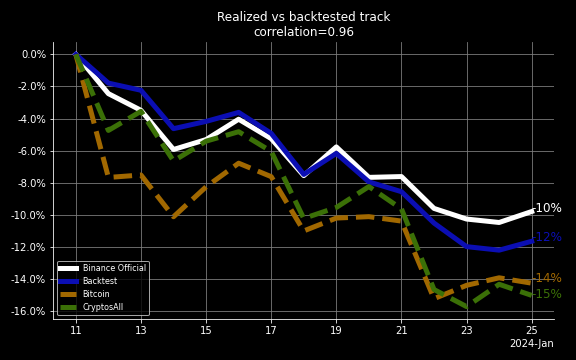 Realized vs backtested track
correlation=0.96
0.0%
-2.0%
-4.0%
-6.0%
-8.0%
-10.0%
-12.0%
-14.0%
-16.0%
-10%
-12%
-14%
-15%
Binance Official
Backtest
Bitcoin
CryptosAll
11 13 15 17 19 21 23 25
2024-Jan